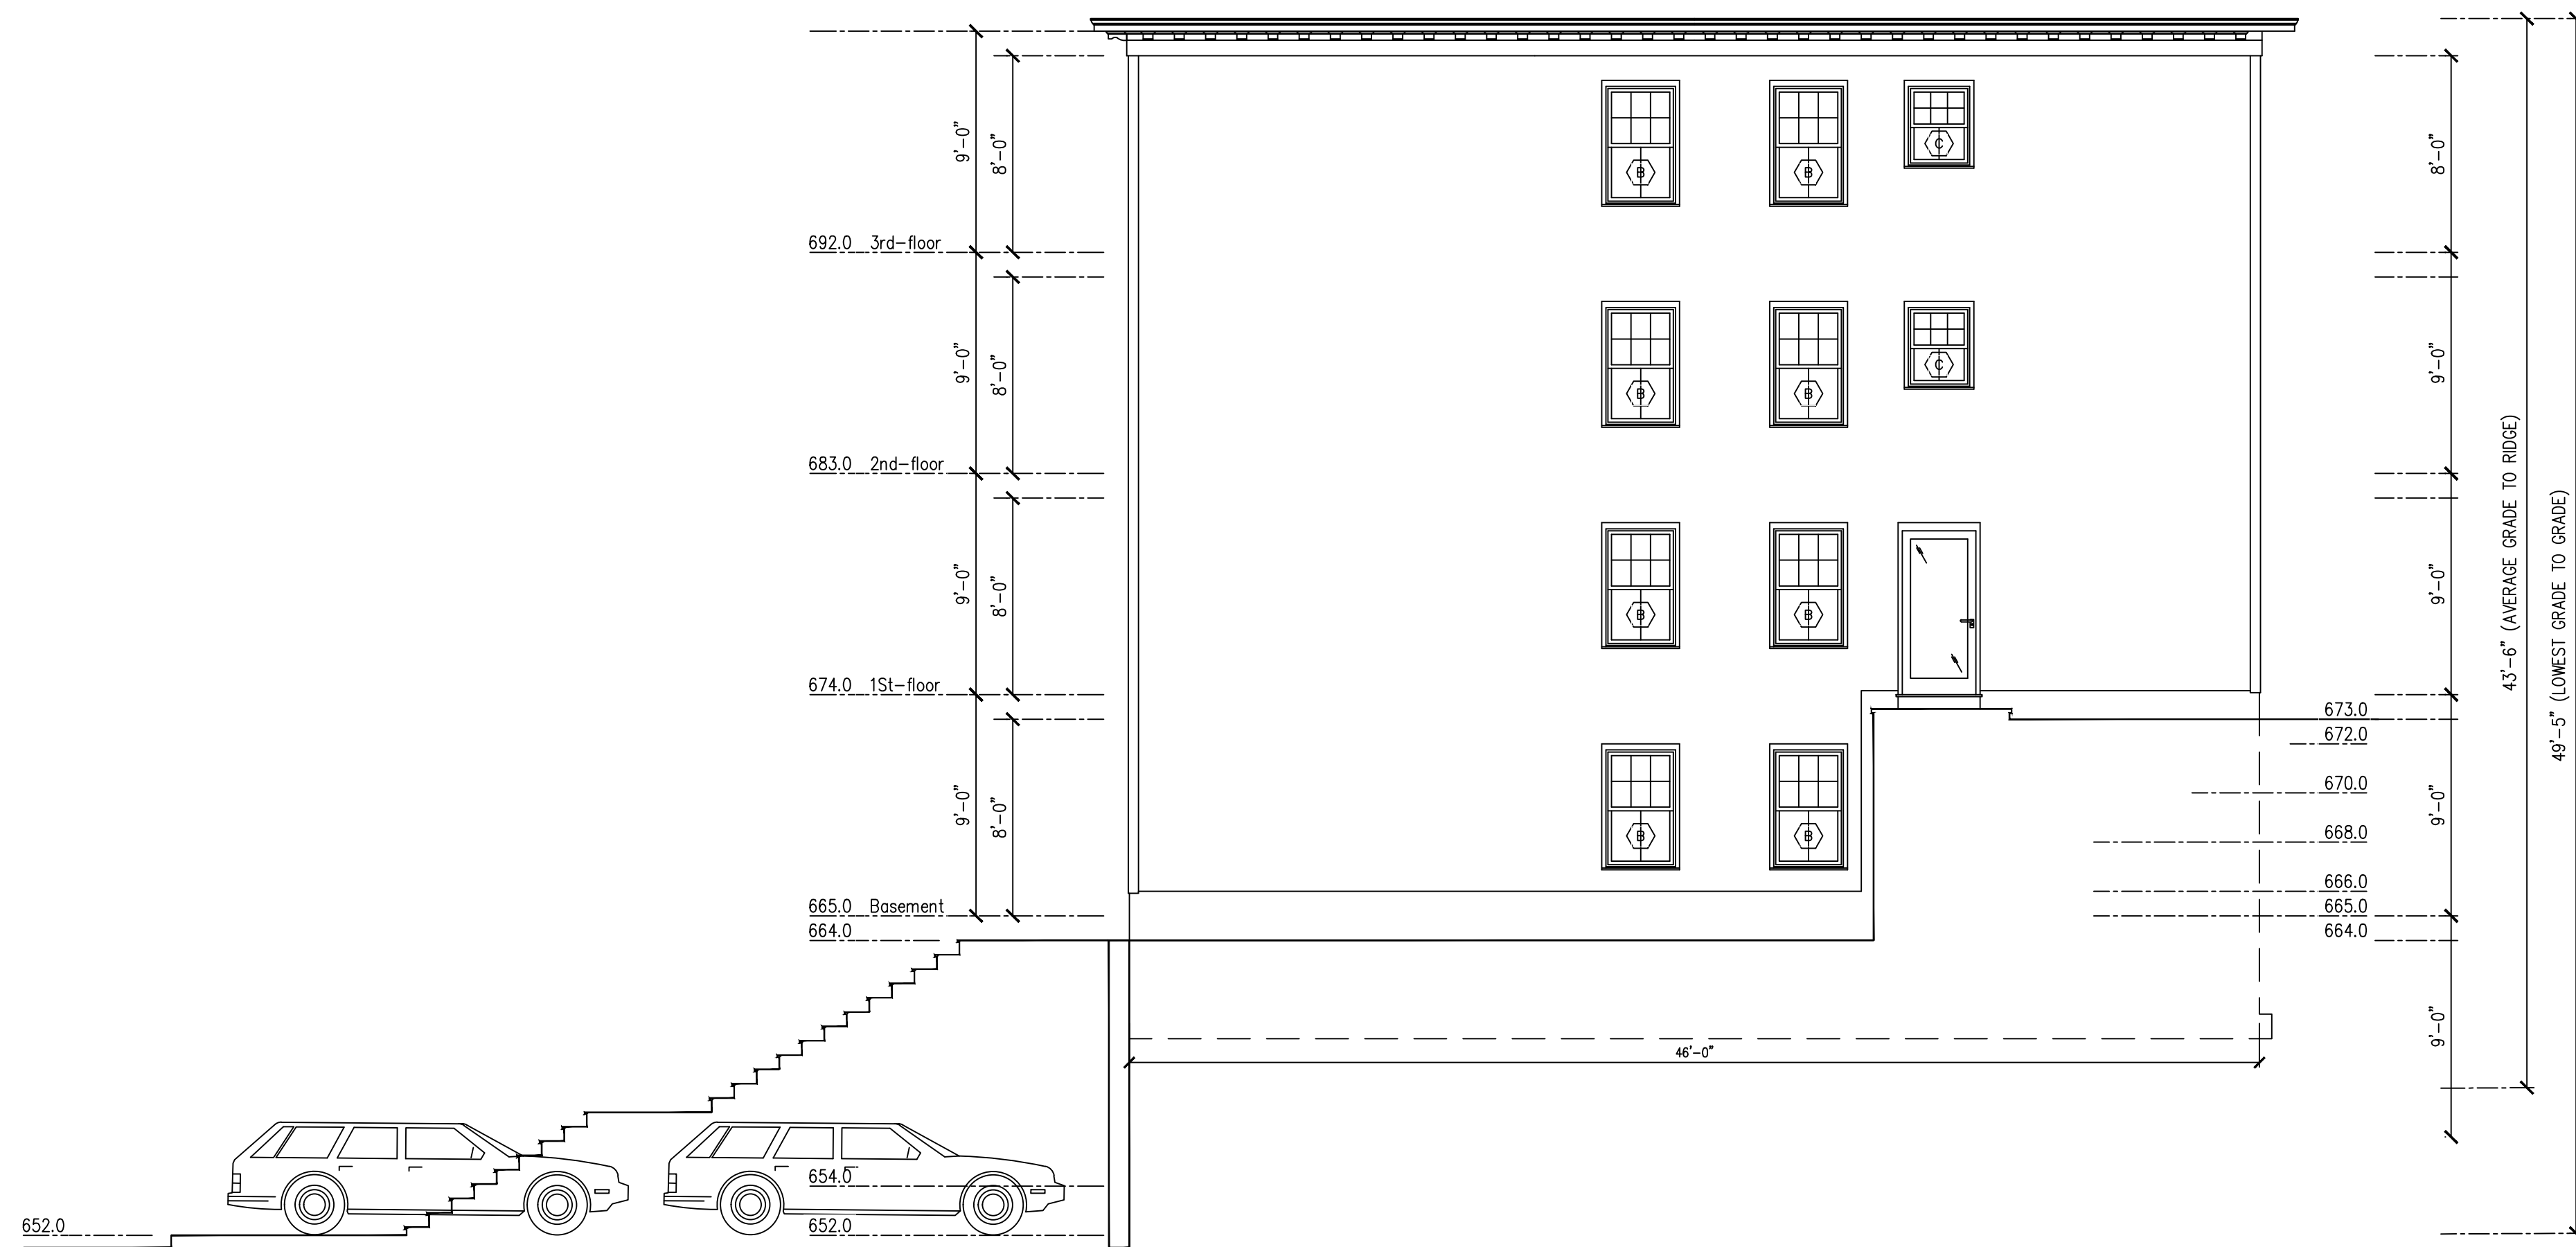 9'-0"
8'-0"
B
B
C
8'-0"
692.0 3rd-floor
9'-0"
8'-0"
B
B
C
9'-0"
683.0 2nd-floor
9'-0"
8'-0"
B
B
9'-0"
674.0 1St-floor
673.0
672.0
670.0
9'-0"
8'-0"
B
B
668.0
9'-0"
666.0
665.0 Basement
665.0
664.0
664.0
46'-0"
9'-0"
654.0
652.0
652.0
43'-6" (AVERAGE GRADE TO RIDGE)
49'-5" (LOWEST GRADE TO GRADE)